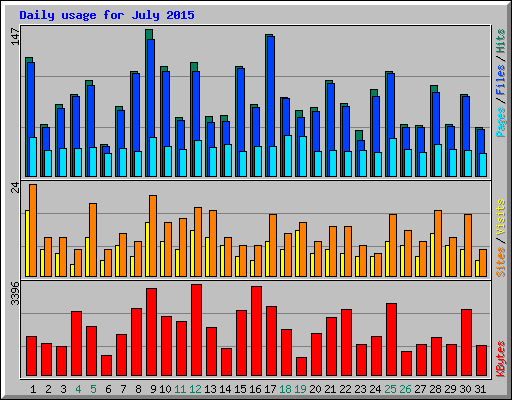 Daily usage for July 2015
147
24
3396
Pages / Files / Hits
Sites / Visits
KBytes
1 2 3 4 5 6 7 8 9 10 11 12 13 14 15 16 17 18 19 20 21 22 23 24 25 26 27 28 29 30 31